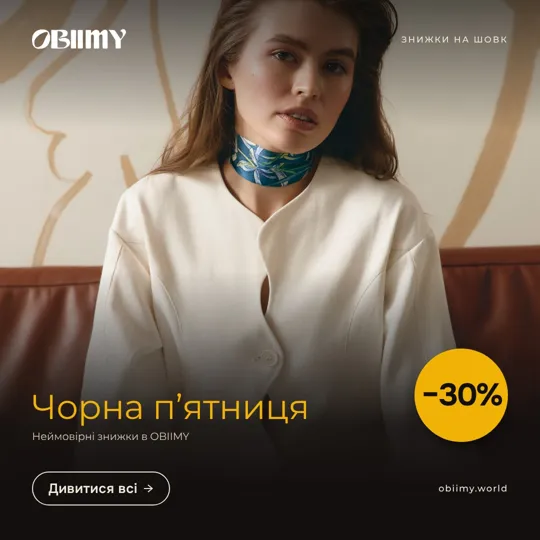 OBIIMY
ЗНИЖКИ НА ШОВК
Чорна п’ятниця
Неймовірні знижки в OBIIMY
−30%
Дивитися всі →
obiimy.world